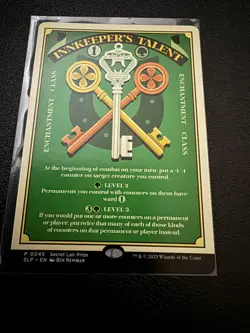 INNKEEPER'S TALENT
ENCHANTMENT CLASS
ENCHANTMENT CLASS
At the beginning of combat on your turn, put a +1/+1
counter on target creature you control.
LEVEL 2
Permanents you control with counters on them have
ward 1
3 LEVEL 3
If you would put one or more counters on a permanent
or player, put twice that many of each of those kinds
of counters on that permanent or player instead.
P 0045 Secret Lair Prize
SLP • EN BEN NEWMAN
™ & © 2025 Wizards of the Coast